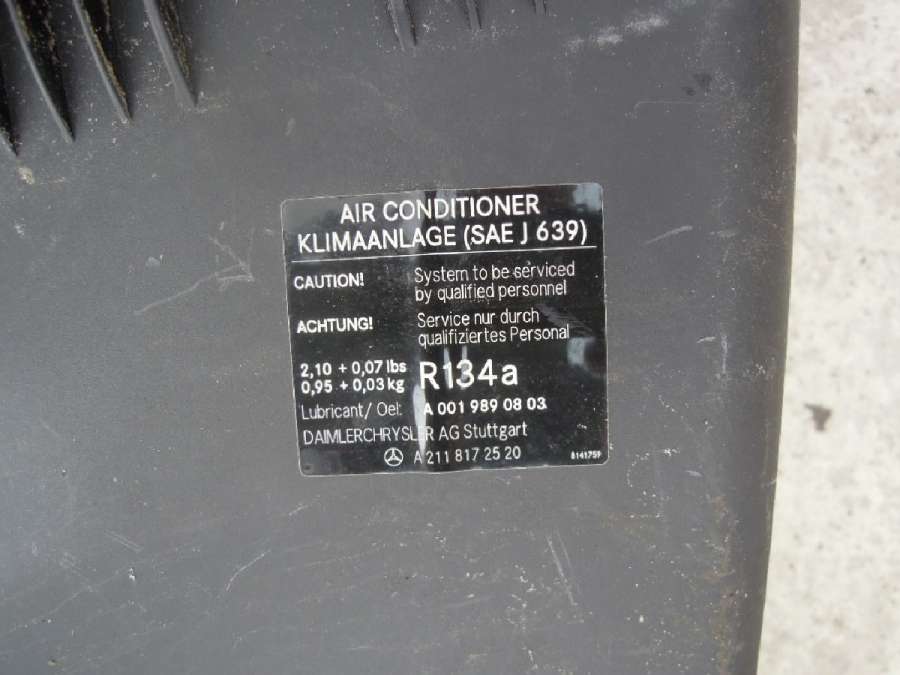 AIR CONDITIONER
KLIMAANLAGE (SAE J 639)
CAUTION! System to be serviced
by qualified personnel
ACHTUNG! Service nur durch
qualifiziertes Personal
2,10 + 0,07 lbs
0,95 + 0,03 kg R134a
Lubricant/ Oel: A 001 989 08 03
DAIMLERCHRYSLER AG Stuttgart
A 211 817 25 20 8141759